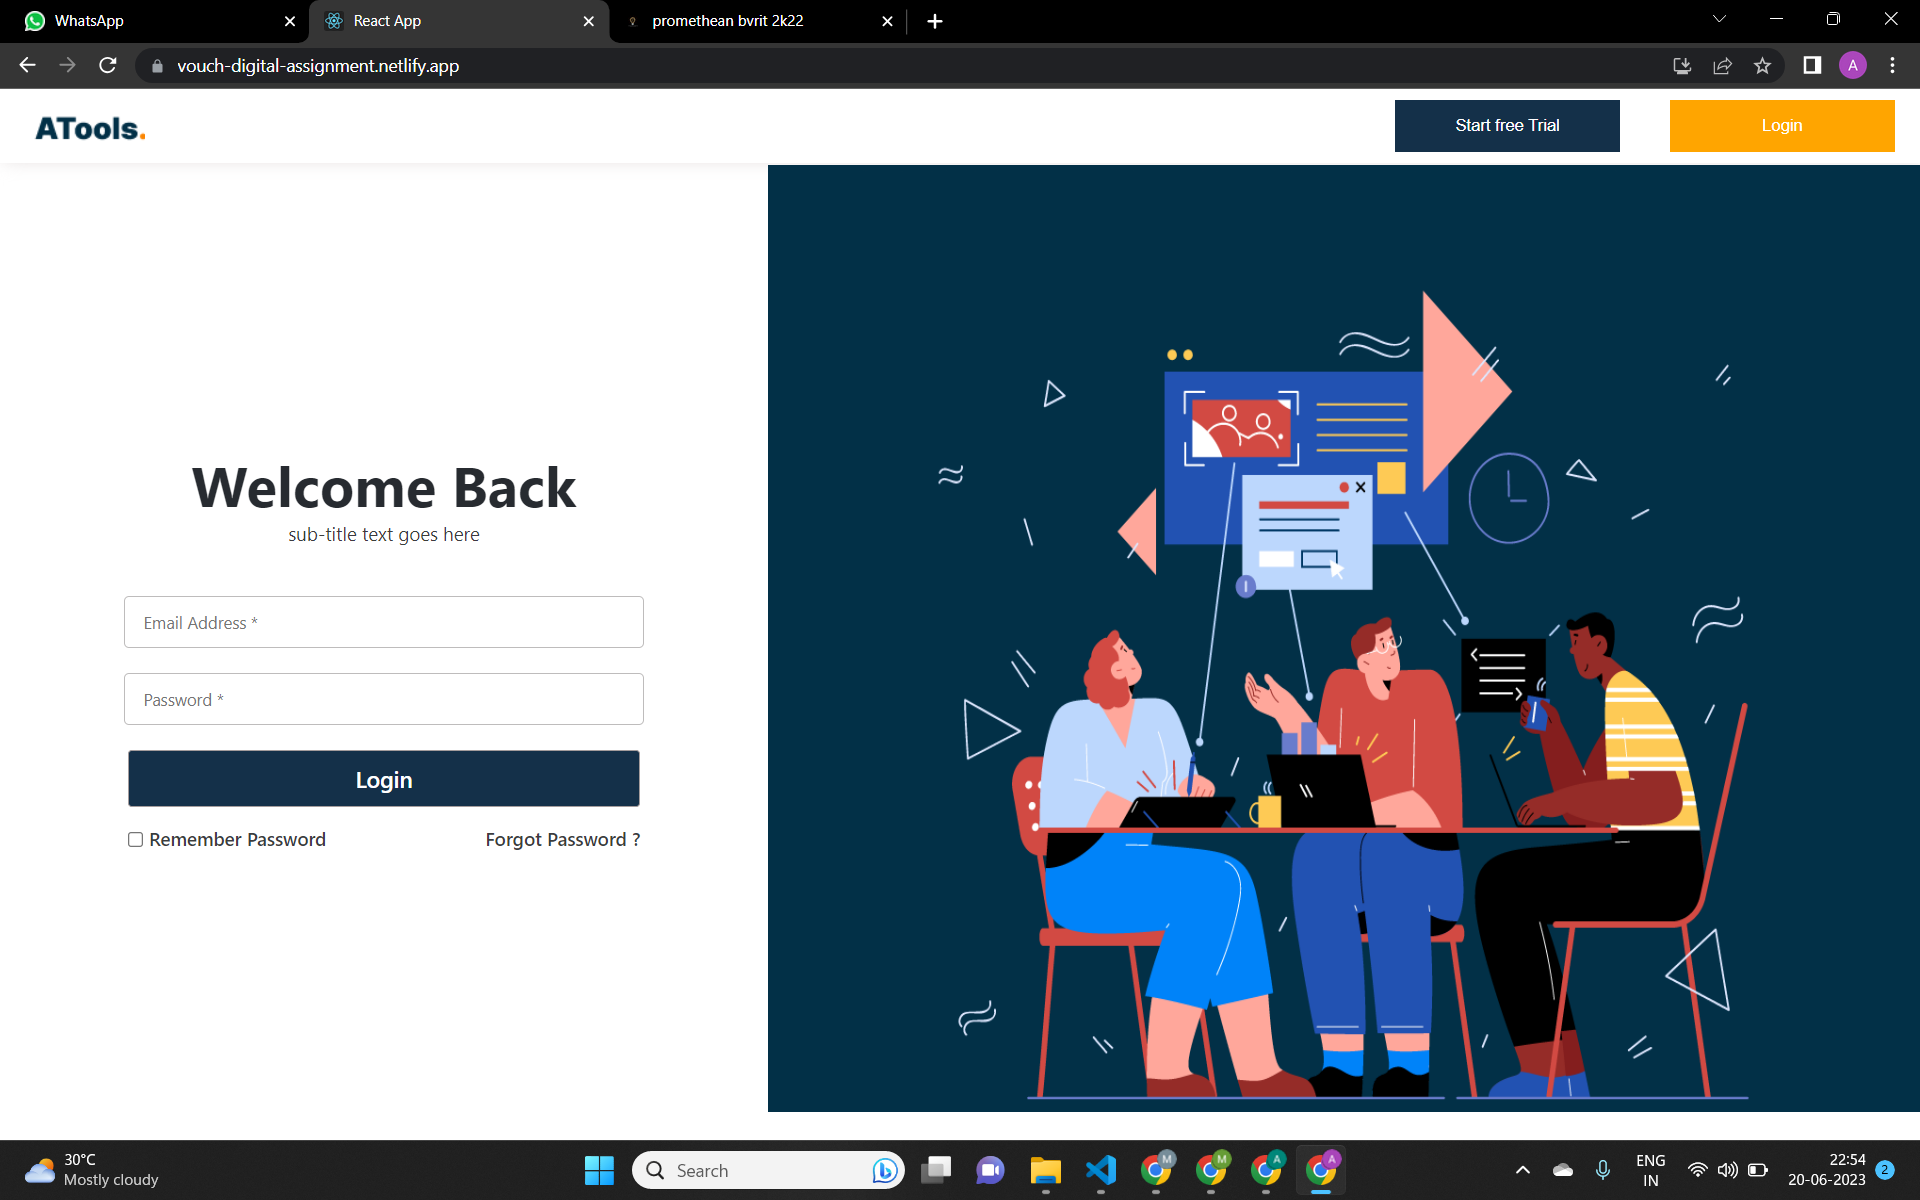 WhatsApp
React App
promethean bvrit 2k22
vouch-digital-assignment.netlify.app
A
ATools.
Start free Trial
Login
Welcome Back
sub-title text goes here
Email Address *
Password *
Login
Remember Password
Forgot Password ?
30°C
Mostly cloudy
Search
M
M
A
A
ENG
IN
22:54
20-06-2023
2